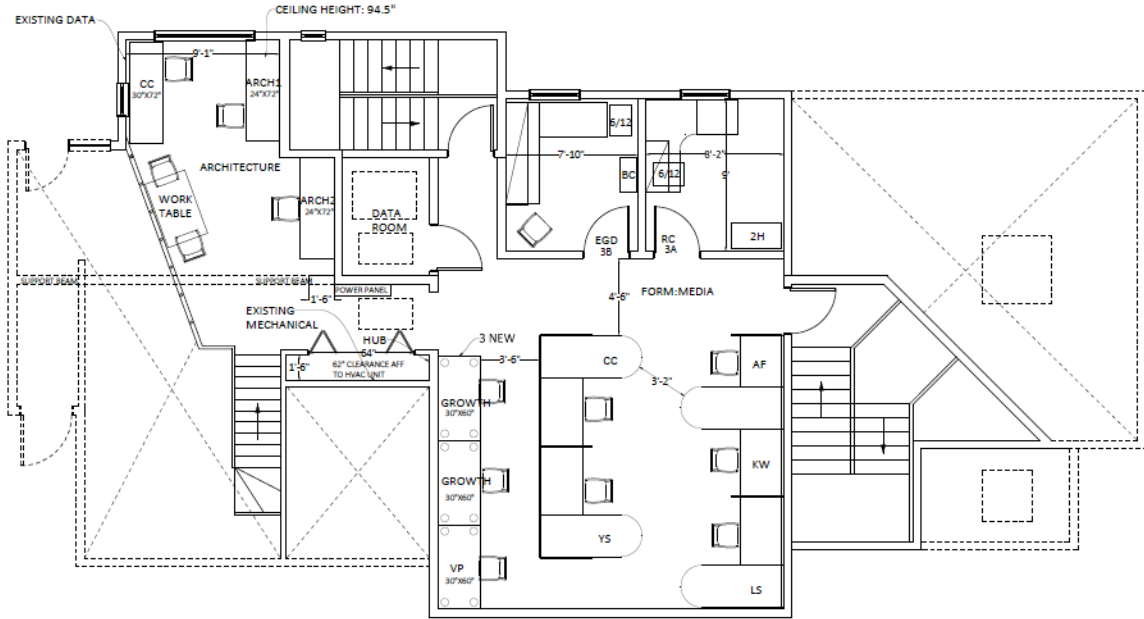 EXISTING DATA
CEILING HEIGHT: 94.5"
9'-1"
CC
30"X72"
ARCH1
24"X72"
ARCHITECTURE
WORK
TABLE
ARCH2
24"X72"
DATA
ROOM
6/12
7'-10"
BC
8'-2"
6/12
9'
2H
EGD
3B
RC
3A
SUPPORT BEAM
SUPPORT BEAM
POWER PANEL
1'-6"
4'-6"
FORM:MEDIA
EXISTING
MECHANICAL
HUB
64"
1'-6"
62" CLEARANCE AFF
TO HVAC UNIT
3 NEW
3'-6"
CC
3'-2"
AF
GROWTH
30"X60"
KW
GROWTH
30"X60"
YS
VP
30"X60"
LS